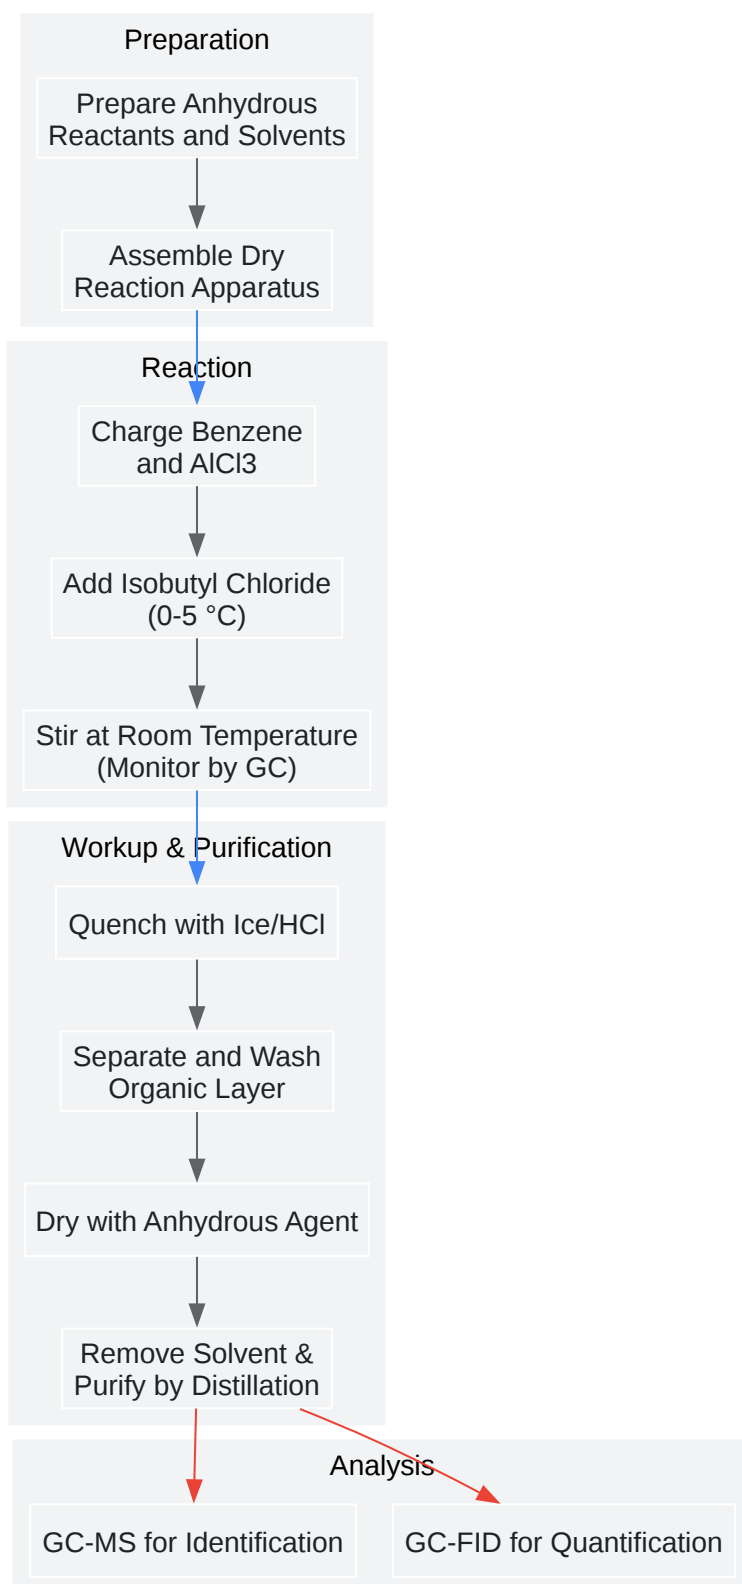 Preparation
Prepare Anhydrous
Reactants and Solvents
Assemble Dry
Reaction Apparatus
Reaction
Charge Benzene
and AlCl3
Add Isobutyl Chloride
(0-5 °C)
Stir at Room Temperature
(Monitor by GC)
Workup & Purification
Quench with Ice/HCl
Separate and Wash
Organic Layer
Dry with Anhydrous Agent
Remove Solvent &
Purify by Distillation
Analysis
GC-MS for Identification
GC-FID for Quantification